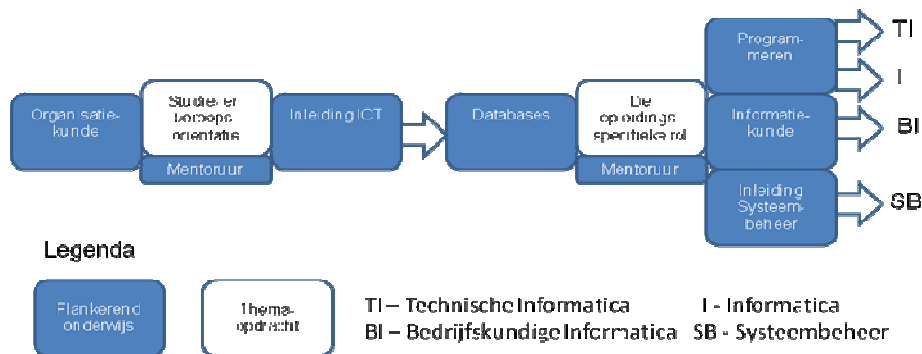 Organisatie-
kunde
Studie- en
beroeps
orientatie
Mentoruur
Inleiding ICT
Databases
De
opleidings
specifieke rol
Mentoruur
Program-
meren
Informatie-
kunde
Inleiding
Systeem-
beheer
TI
I
BI
SB
Legenda
Flankerend
onderwijs
Thema-
opdracht
TI – Technische Informatica
I - Informatica
BI – Bedrijfskundige Informatica
SB - Systeembeheer